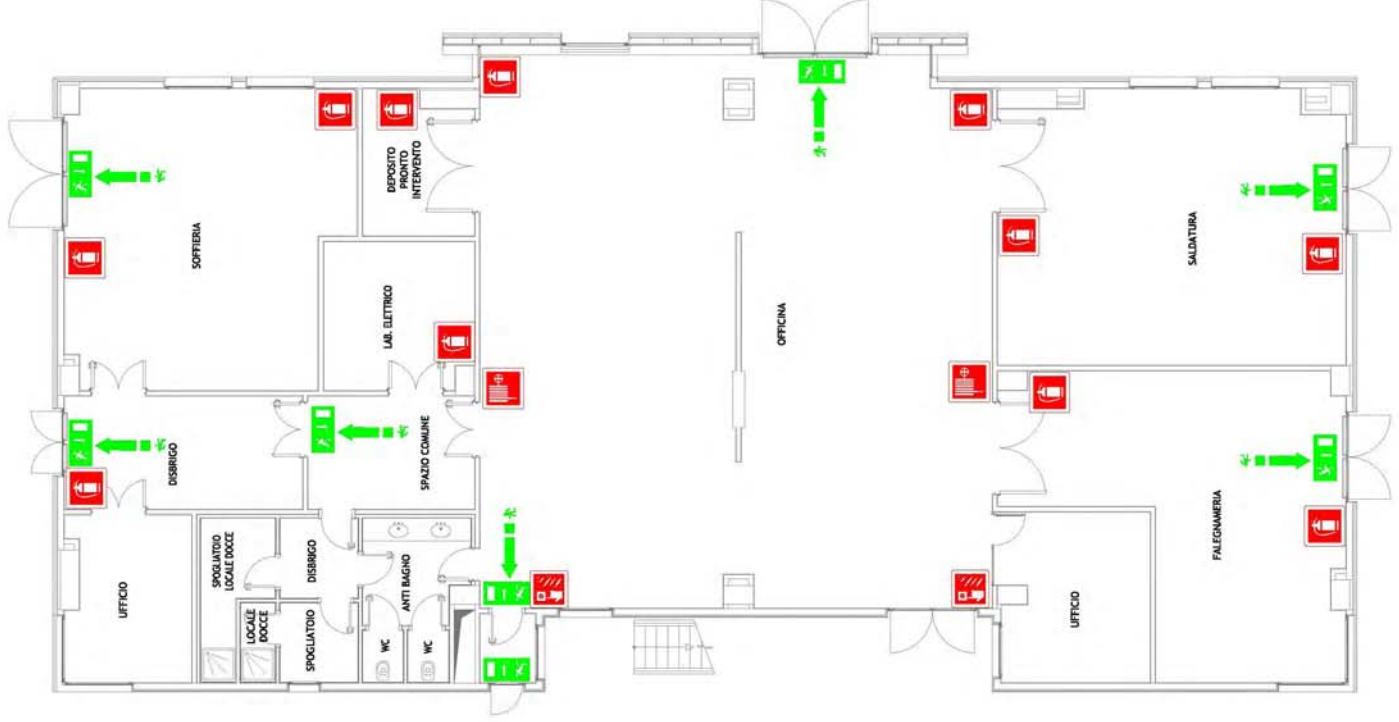 SOFFIERIA
DEPOSITO
PRONTO
INTERVENTO
LAB. ELETTRICO
OFFICINA
SALDATURA
DISBRIGO
SPAZIO COMUNE
UFFICIO
SPOGLIATOIO
LOCALE DOCCE
DISBRIGO
LOCALE
DOCCE
SPOGLIATOIO
ANTI BAGNO
WC
WC
FALEGNAMERIA
UFFICIO